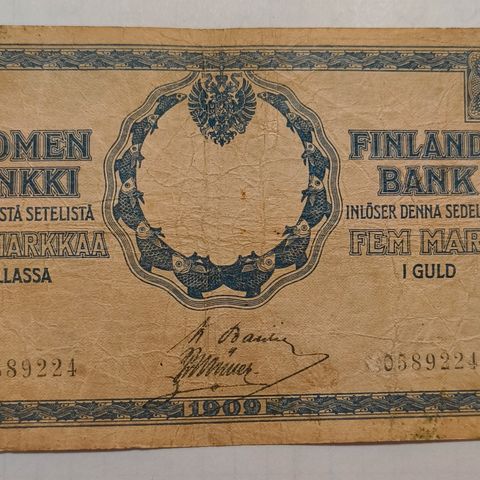 OMEN
NKKI
STÄ SETELISTÄ
MARKKAA
LLASSA
589224
FINLAND
BANK
INLÖSER DENNA SEDEL
FEM MAR
I GULD
0589224
1909